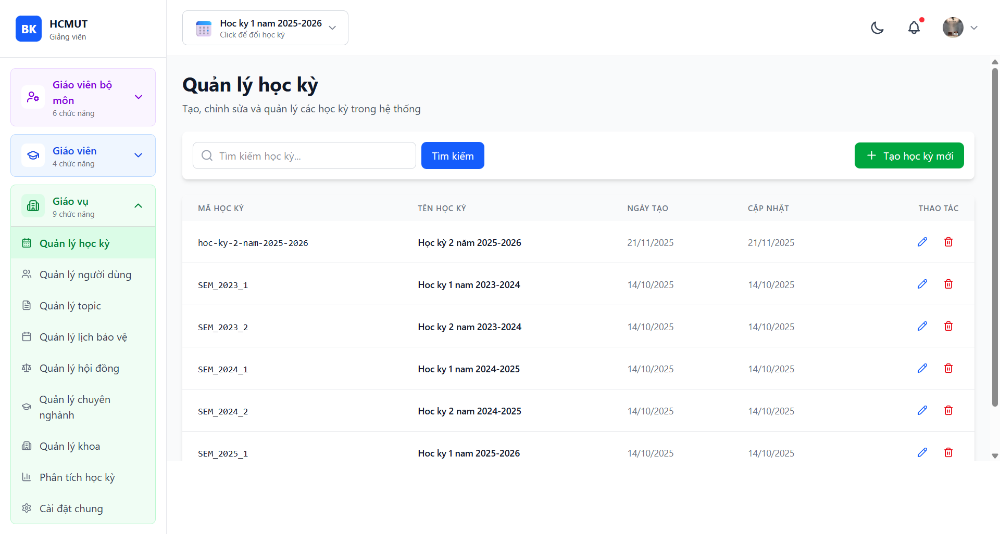 BK
HCMUT
Giảng viên
Hoc ky 1 nam 2025-2026
Click để đổi học kỳ
Giáo viên bộ
môn
6 chức năng
Giáo viên
4 chức năng
Giáo vụ
9 chức năng
Quản lý học kỳ
Quản lý người dùng
Quản lý topic
Quản lý lịch bảo vệ
Quản lý hội đồng
Quản lý chuyên
nghành
Quản lý khoa
Phân tích học kỳ
Cài đặt chung
Quản lý học kỳ
Tạo, chỉnh sửa và quản lý các học kỳ trong hệ thống
Tìm kiếm học kỳ...
Tìm kiếm
Tạo học kỳ mới
MÃ HỌC KỲ TÊN HỌC KỲ NGÀY TẠO CẬP NHẬT THAO TÁC
hoc-ky-2-nam-2025-2026 Học kỳ 2 năm 2025-2026 21/11/2025 21/11/2025
SEM_2023_1 Hoc ky 1 nam 2023-2024 14/10/2025 14/10/2025
SEM_2023_2 Hoc ky 2 nam 2023-2024 14/10/2025 14/10/2025
SEM_2024_1 Hoc ky 1 nam 2024-2025 14/10/2025 14/10/2025
SEM_2024_2 Hoc ky 2 nam 2024-2025 14/10/2025 14/10/2025
SEM_2025_1 Hoc ky 1 nam 2025-2026 14/10/2025 14/10/2025